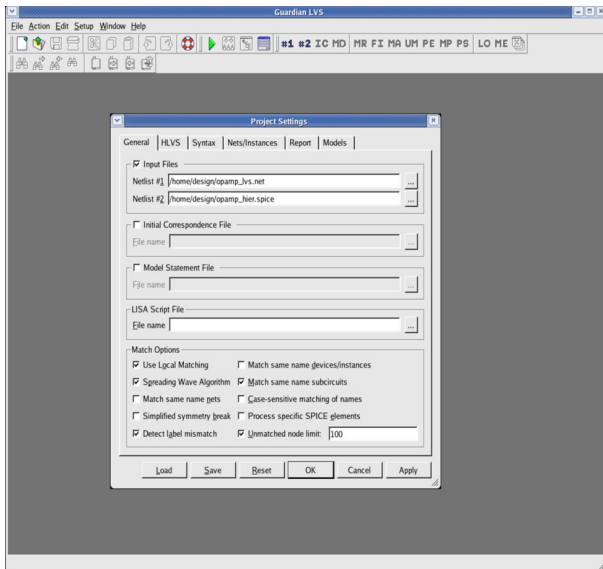 Guardian LVS
File Action Edit Setup Window Help
#1 #2 IC MD MR FI MA UM PE MP PS LO ME
Project Settings
General HLVS Syntax Nets/Instances Report Models
Input Files
Netlist #1 /home/design/opamp_lvs.net ...
Netlist #2 /home/design/opamp_hier.spice ...
Initial Correspondence File
File name ...
Model Statement File
File name ...
LISA Script File
File name ...
Match Options
Use Local Matching Match same name devices/instances
Spreading Wave Algorithm Match same name subcircuits
Match same name nets Case-sensitive matching of names
Simplified symmetry break Process specific SPICE elements
Detect label mismatch Unmatched node limit: 100
Load Save Reset OK Cancel Apply